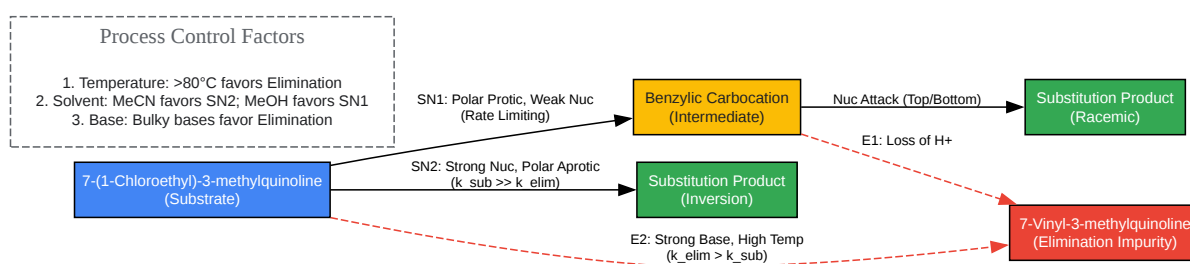 Process Control Factors
1. Temperature: >80°C favors Elimination
2. Solvent: MeCN favors SN2; MeOH favors SN1
3. Base: Bulky bases favor Elimination
7-(1-Chloroethyl)-3-methylquinoline
(Substrate)
SN1: Polar Protic, Weak Nuc
(Rate Limiting)
Benzylic Carbocation
(Intermediate)
Nuc Attack (Top/Bottom)
Substitution Product
(Racemic)
E1: Loss of H+
SN2: Strong Nuc, Polar Aprotic
(k_sub >> k_elim)
Substitution Product
(Inversion)
E2: Strong Base, High Temp
(k_elim > k_sub)
7-Vinyl-3-methylquinoline
(Elimination Impurity)